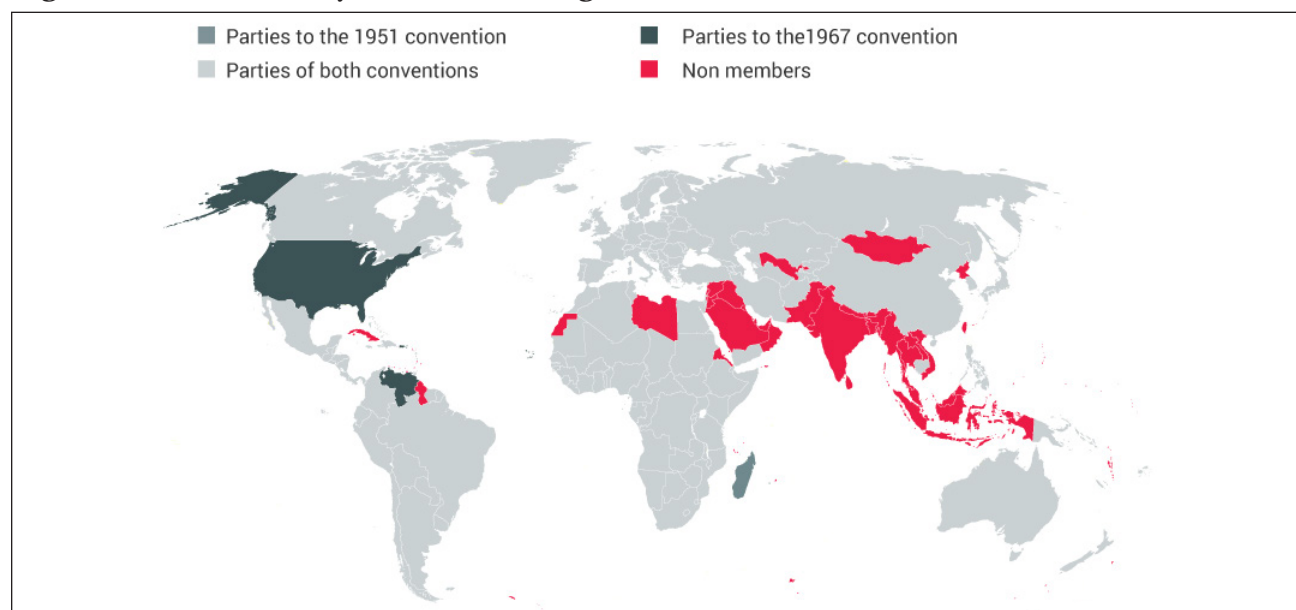 Parties to the 1951 convention
Parties to the1967 convention
Parties of both conventions
Non members